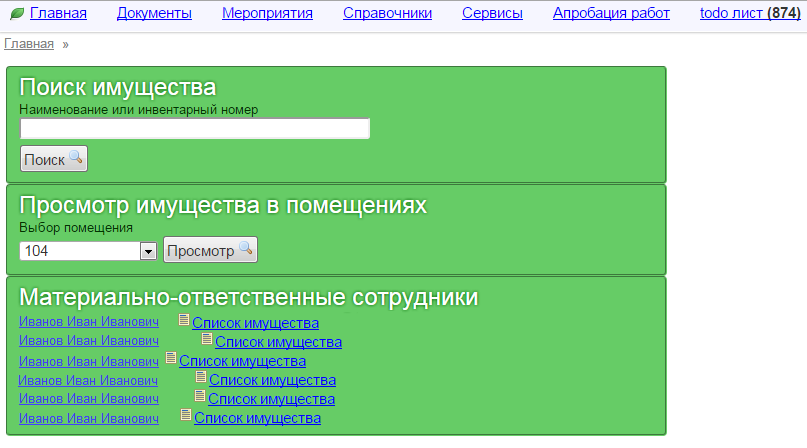 Главная Документы Мероприятия Справочники Сервисы Апробация работ todo лист (874)
Главная »
Поиск имущества
Наименование или инвентарный номер
Поиск
Просмотр имущества в помещениях
Выбор помещения
104 Просмотр
Материально-ответственные сотрудники
Иванов Иван Иванович Список имущества
Иванов Иван Иванович Список имущества
Иванов Иван Иванович Список имущества
Иванов Иван Иванович Список имущества
Иванов Иван Иванович Список имущества
Иванов Иван Иванович Список имущества